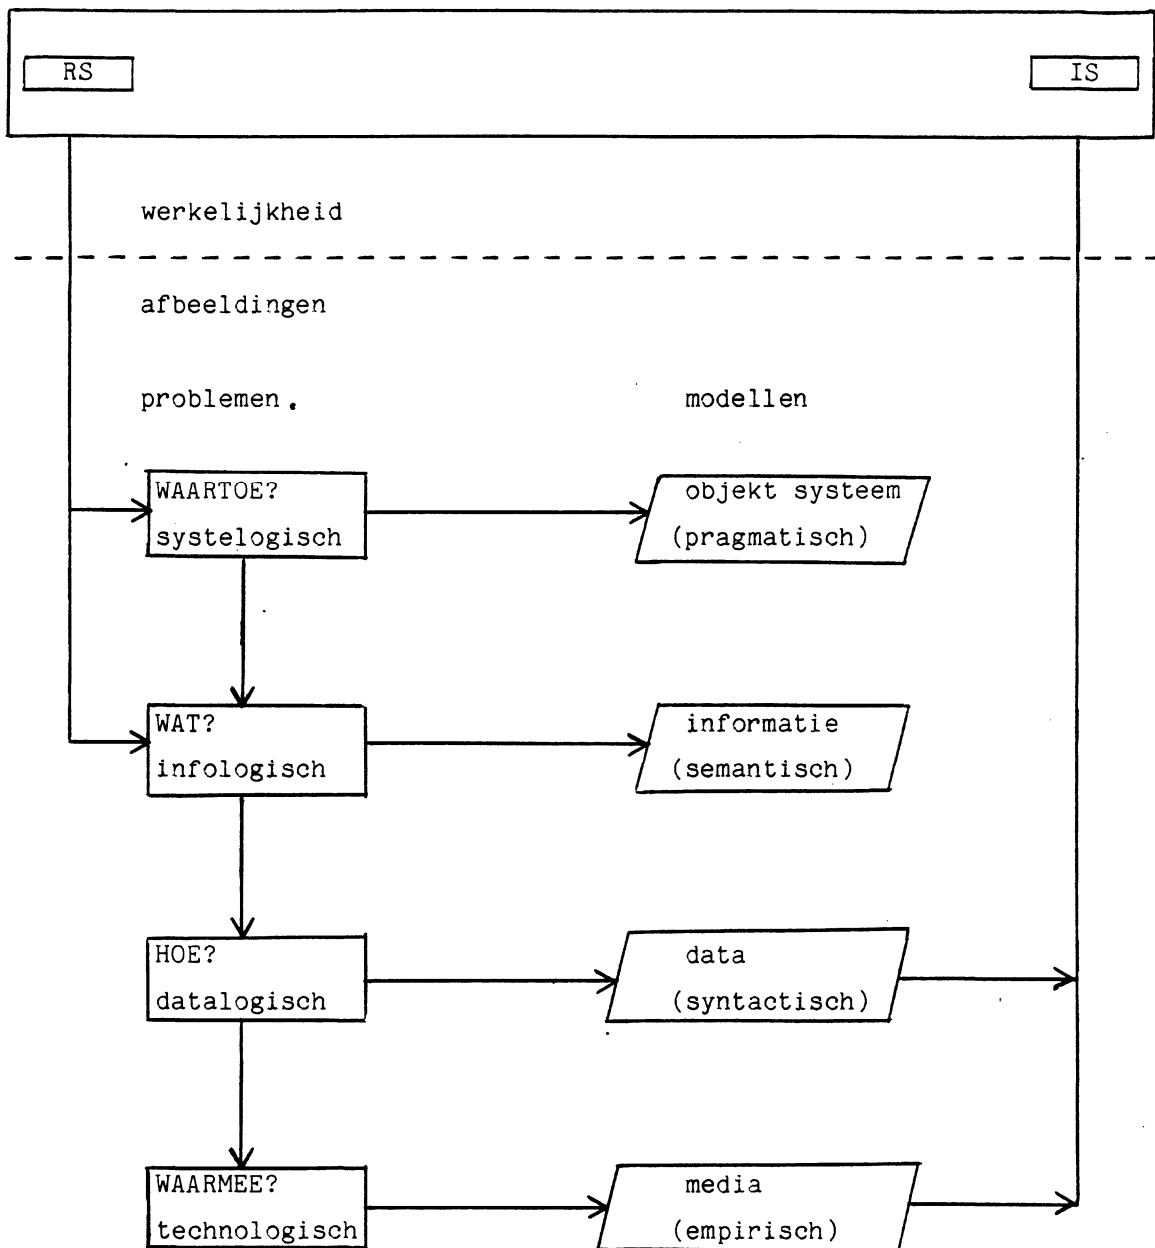 RS
IS
werkelijkheid
afbeeldingen
problemen.
modellen
WAARTOE?
systelogisch
objekt systeem
(pragmatisch)
WAT?
infologisch
informatie
(semantisch)
HOE?
datalogisch
data
(syntactisch)
WAARMEE?
technologisch
media
(empirisch)